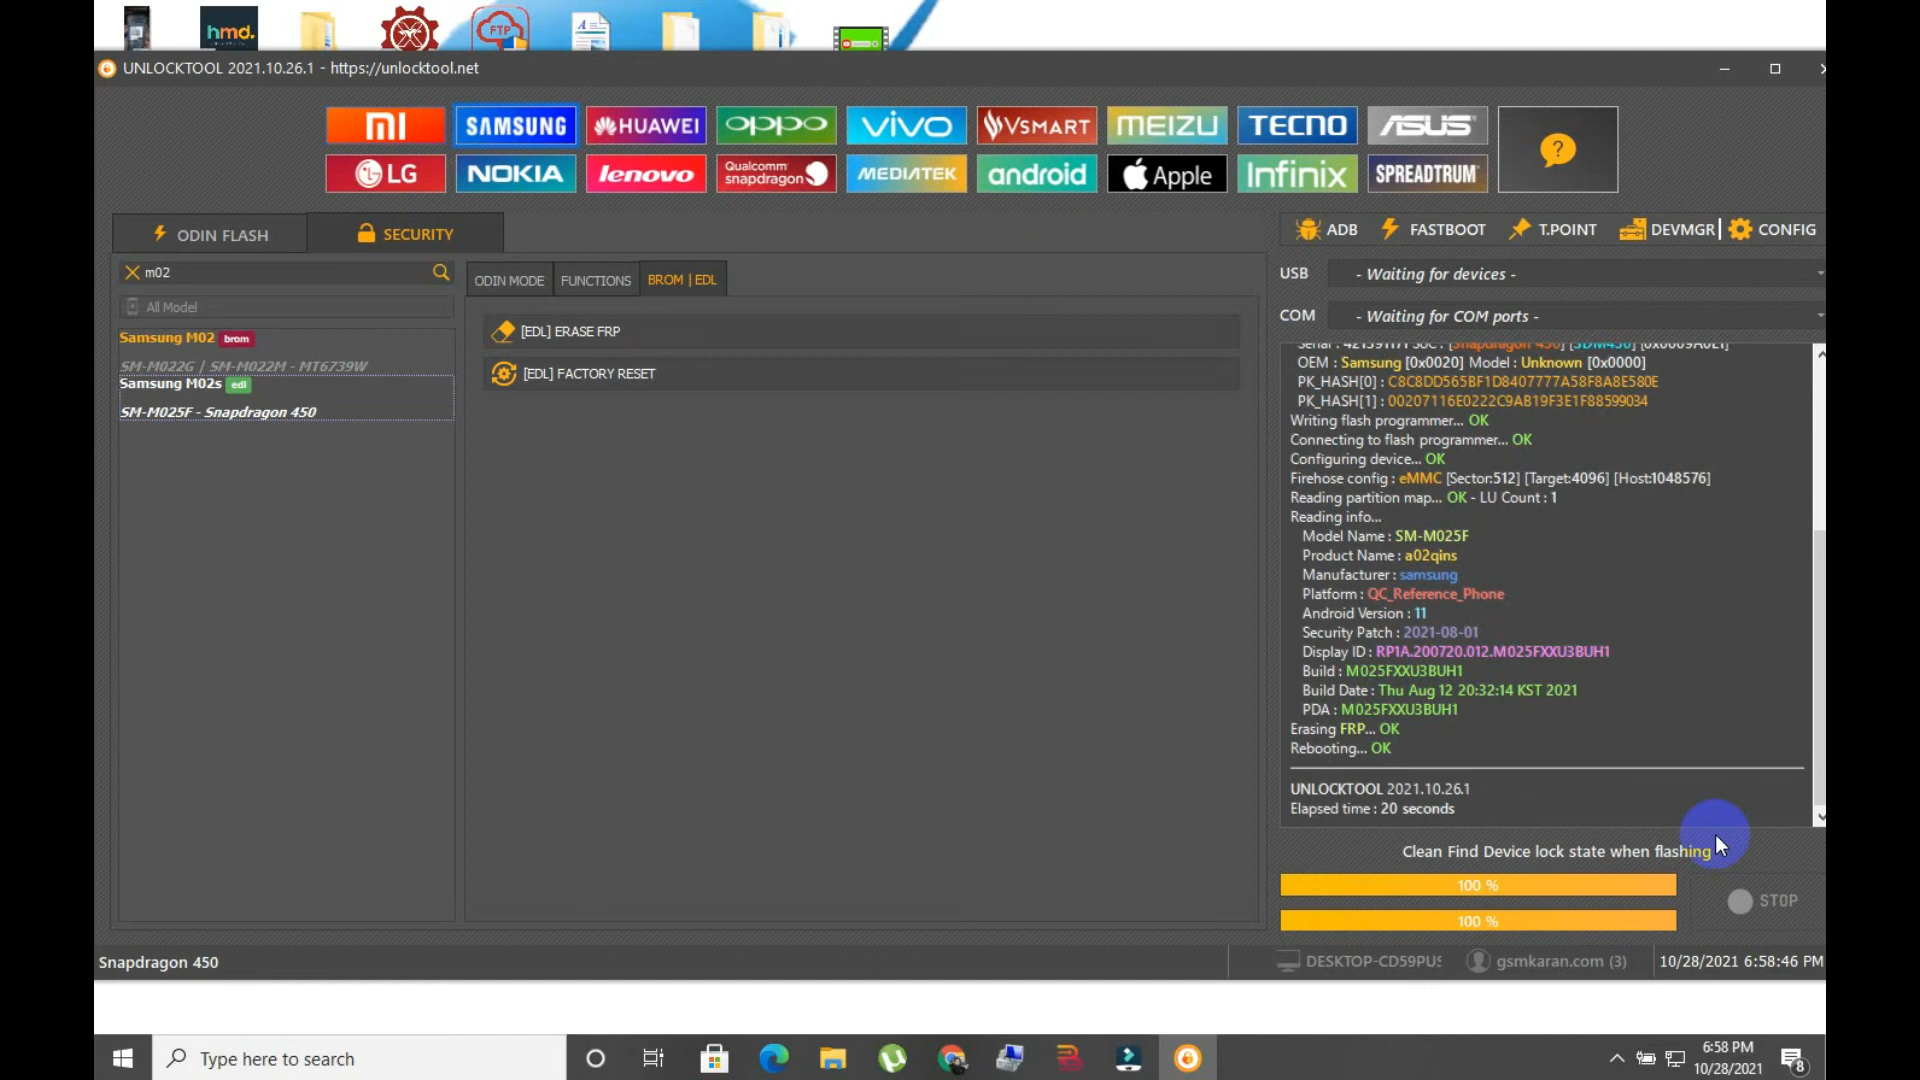 hmd.
FTP
UNLOCKTOOL 2021.10.26.1 - https://unlocktool.net
mi
SAMSUNG
HUAWEI
oppo
vivo
VSMART
MEIZU
TECNO
ASUS
?
LG
NOKIA
lenovo
Qualcomm
snapdragon
MEDIATEK
android
Apple
Infinix
SPREADTRUM
ODIN FLASH
SECURITY
ADB
FASTBOOT
T.POINT
DEVMGR
CONFIG
m02
All Model
Samsung M02 brom
SM-M022G / SM-M022M - MT6739W
Samsung M02s edl
SM-M025F - Snapdragon 450
ODIN MODE
FUNCTIONS
BROM | EDL
[EDL] ERASE FRP
[EDL] FACTORY RESET
USB - Waiting for devices -
COM - Waiting for COM ports -
OEM : Samsung [0x0020] Model : Unknown [0x0000]
PK_HASH[0] : C8C8DD565BF1D8407777A58F8A8E580E
PK_HASH[1] : 00207116E0222C9AB19F3E1F88599034
Writing flash programmer... OK
Connecting to flash programmer... OK
Configuring device... OK
Firehose config : eMMC [Sector:512] [Target:4096] [Host:1048576]
Reading partition map... OK - LU Count : 1
Reading info...
Model Name : SM-M025F
Product Name : a02qins
Manufacturer : samsung
Platform : QC_Reference_Phone
Android Version : 11
Security Patch : 2021-08-01
Display ID : RP1A.200720.012.M025FXXU3BUH1
Build : M025FXXU3BUH1
Build Date : Thu Aug 12 20:32:14 KST 2021
PDA : M025FXXU3BUH1
Erasing FRP... OK
Rebooting... OK
UNLOCKTOOL 2021.10.26.1
Elapsed time : 20 seconds
Clean Find Device lock state when flashing
100 %
100 %
STOP
Snapdragon 450
DESKTOP-CD59PUS
gsmkaran.com (3)
10/28/2021 6:58:46 PM
Type here to search
6:58 PM
10/28/2021
8